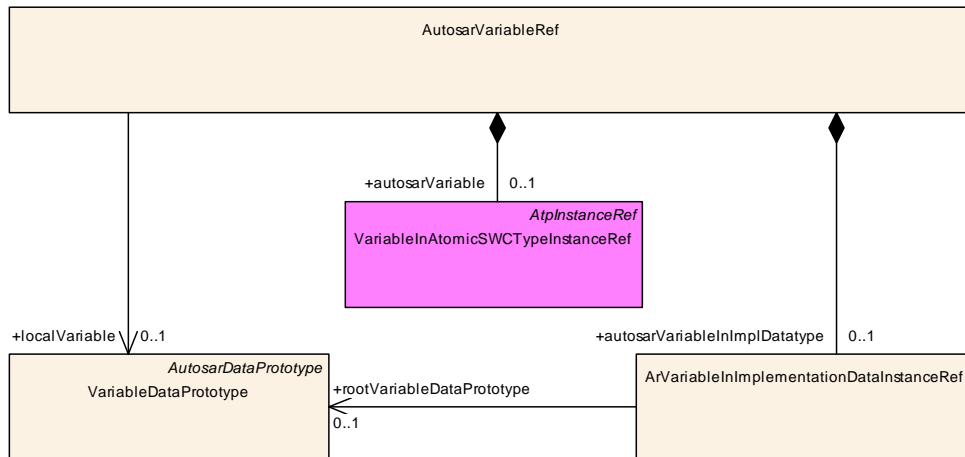 AutosarVariableRef
+autosarVariable 0..1
AtpInstanceRef
VariableInAtomicSWCTypeInstanceRef
+localVariable 0..1
+autosarVariableInImplDatatype 0..1
AutosarDataPrototype
VariableDataPrototype
+rootVariableDataPrototype
0..1
ArVariableInImplementationDataInstanceRef